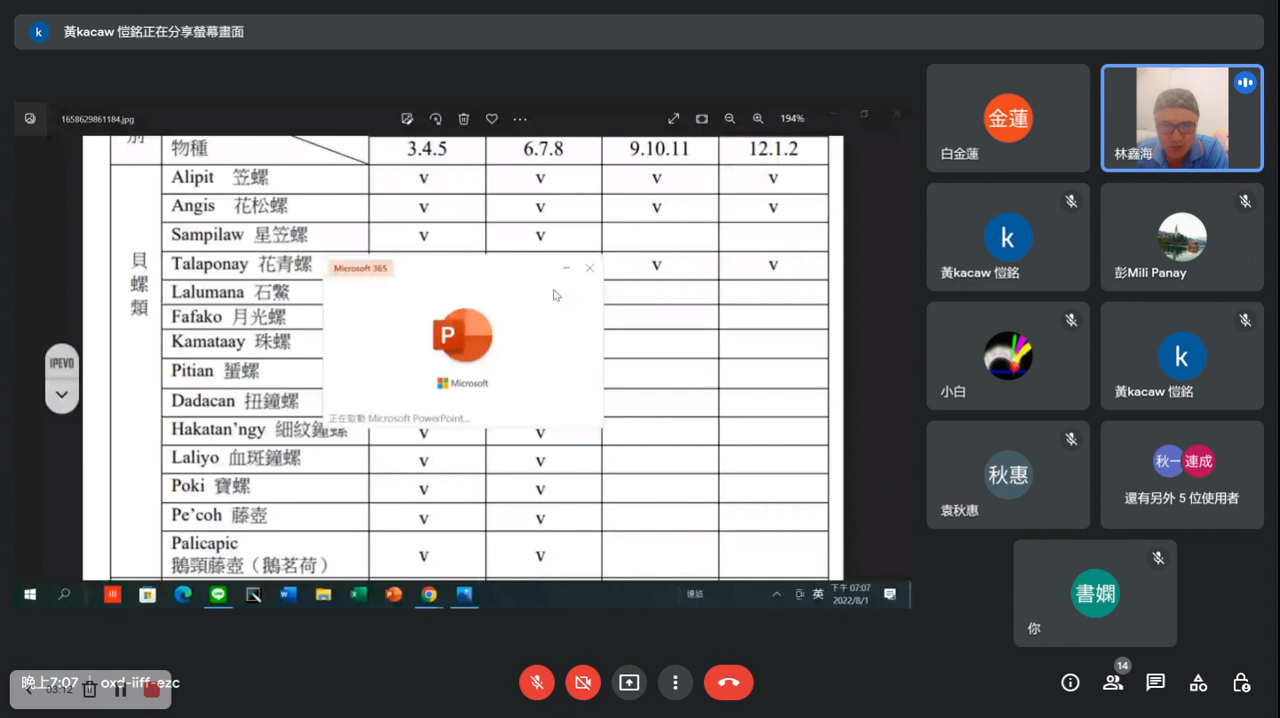 k 黃kacaw 愷銘正在分享螢幕畫面
1658629861184.jpg
194%
別 物種 3.4.5 6.7.8 9.10.11 12.1.2
貝螺類
Alipit 笠螺 v v v v
Angis 花松螺 v v v v
Sampilaw 星笠螺 v v
Talaponay 花青螺 v v
Lalumana 石鱉
Fafako 月光螺
Kamataay 珠螺
Pitian 蜑螺
Dadacan 扭鐘螺
Hakatan'ngy 細紋鐘螺 v v
Laliyo 血斑鐘螺 v v
Poki 寶螺 v v
Pe'coh 藤壺 v v
Palicapic
鵝頸藤壺（鵝茗荷） v v
Microsoft 365
P
Microsoft
正在啟動 Microsoft PowerPoint...
IPEVO
連結
英
下午 07:07
2022/8/1
金蓮
白金蓮
林鑫海
k
黃kacaw 愷銘
彭Mili Panay
小白
k
黃kacaw 愷銘
秋惠
袁秋惠
秋一 連成
還有另外 5 位使用者
書嫻
你
晚上7:07 | oxd-iiff-ezc
03:12
14